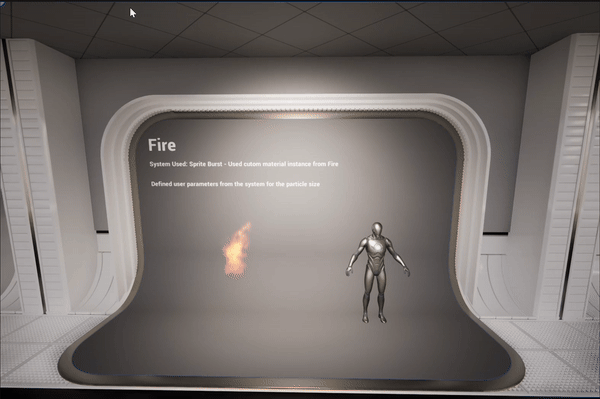 Fire
System Used: Sprite Burst - Used cutom material instance from Fire
Defined user parameters from the system for the particle size